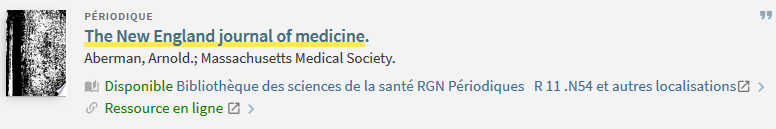 PÉRIODIQUE
The New England journal of medicine.
Aberman, Arnold.; Massachusetts Medical Society.
Disponible Bibliothèque des sciences de la santé RGN Périodiques R 11 .N54 et autres localisations
Ressource en ligne